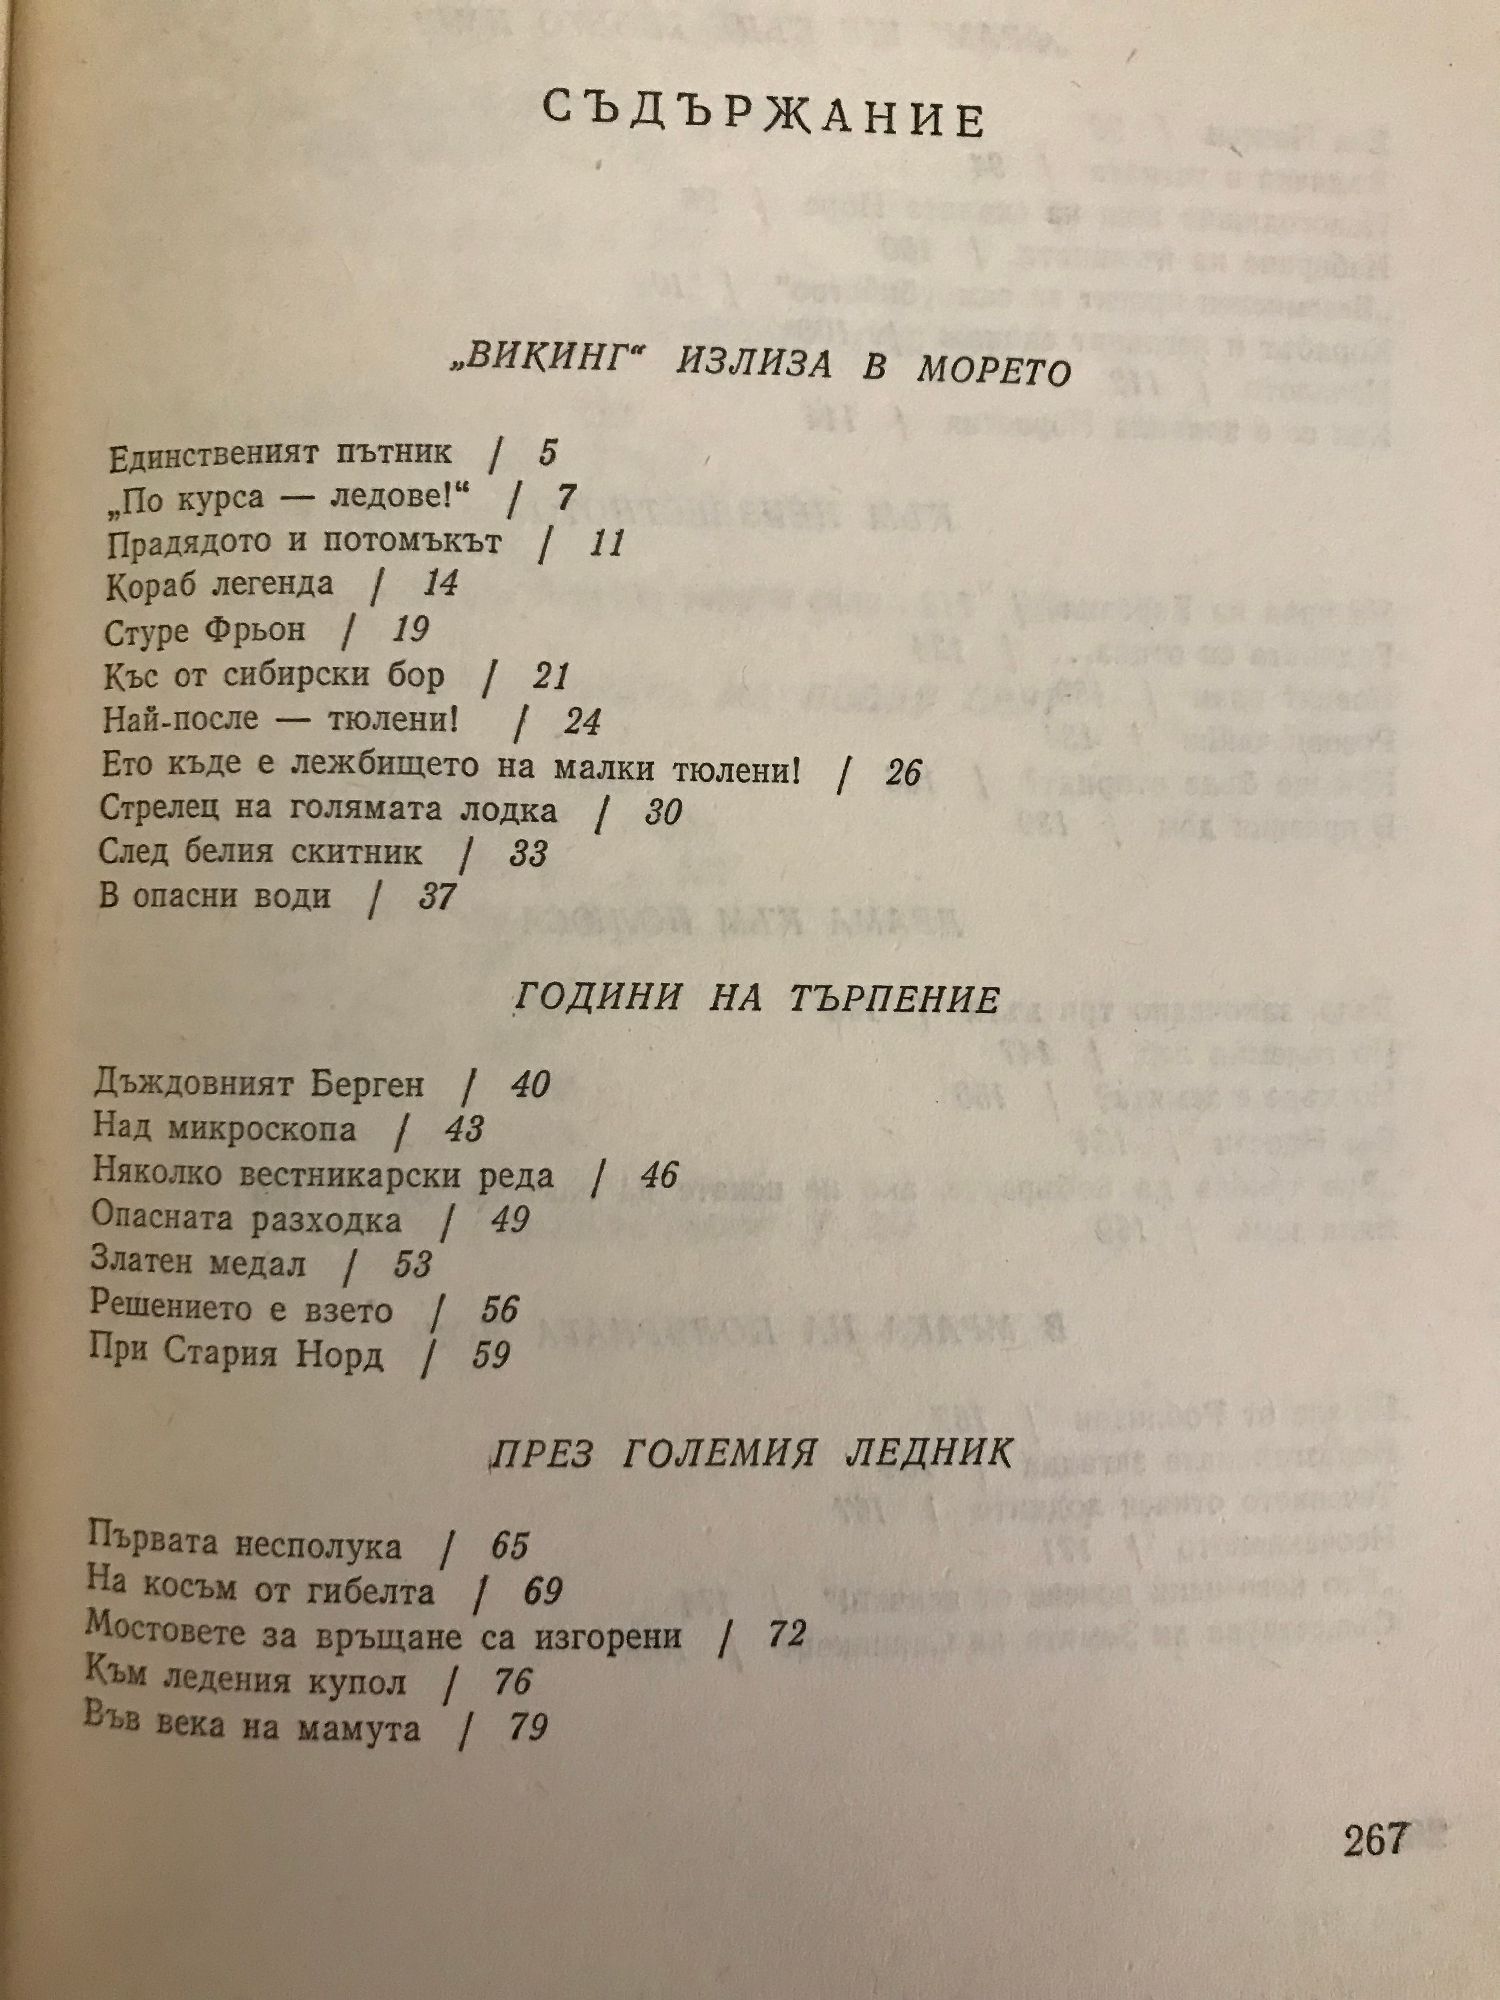 СЪДЪРЖАНИЕ
„ВИКИНГ“ ИЗЛИЗА В МОРЕТО
Единственият пътник / 5
„По курса — ледове!“ / 7
Прадядото и потомъкът / 11
Кораб легенда / 14
Стуре Фрьон / 19
Къс от сибирски бор / 21
Най-после — тюлени! / 24
Ето къде е лежбището на малки тюлени! / 26
Стрелец на голямата лодка / 30
След белия скитник / 33
В опасни води / 37
ГОДИНИ НА ТЪРПЕНИЕ
Дъждовният Берген / 40
Над микроскопа / 43
Няколко вестникарски реда / 46
Опасната разходка / 49
Златен медал / 53
Решението е взето / 56
При Стария Норд / 59
ПРЕЗ ГОЛЕМИЯ ЛЕДНИК
Първата несполука / 65
На косъм от гибелта / 69
Мостовете за връщане са изгорени / 72
Към ледения купол / 76
Във века на мамута / 79
267